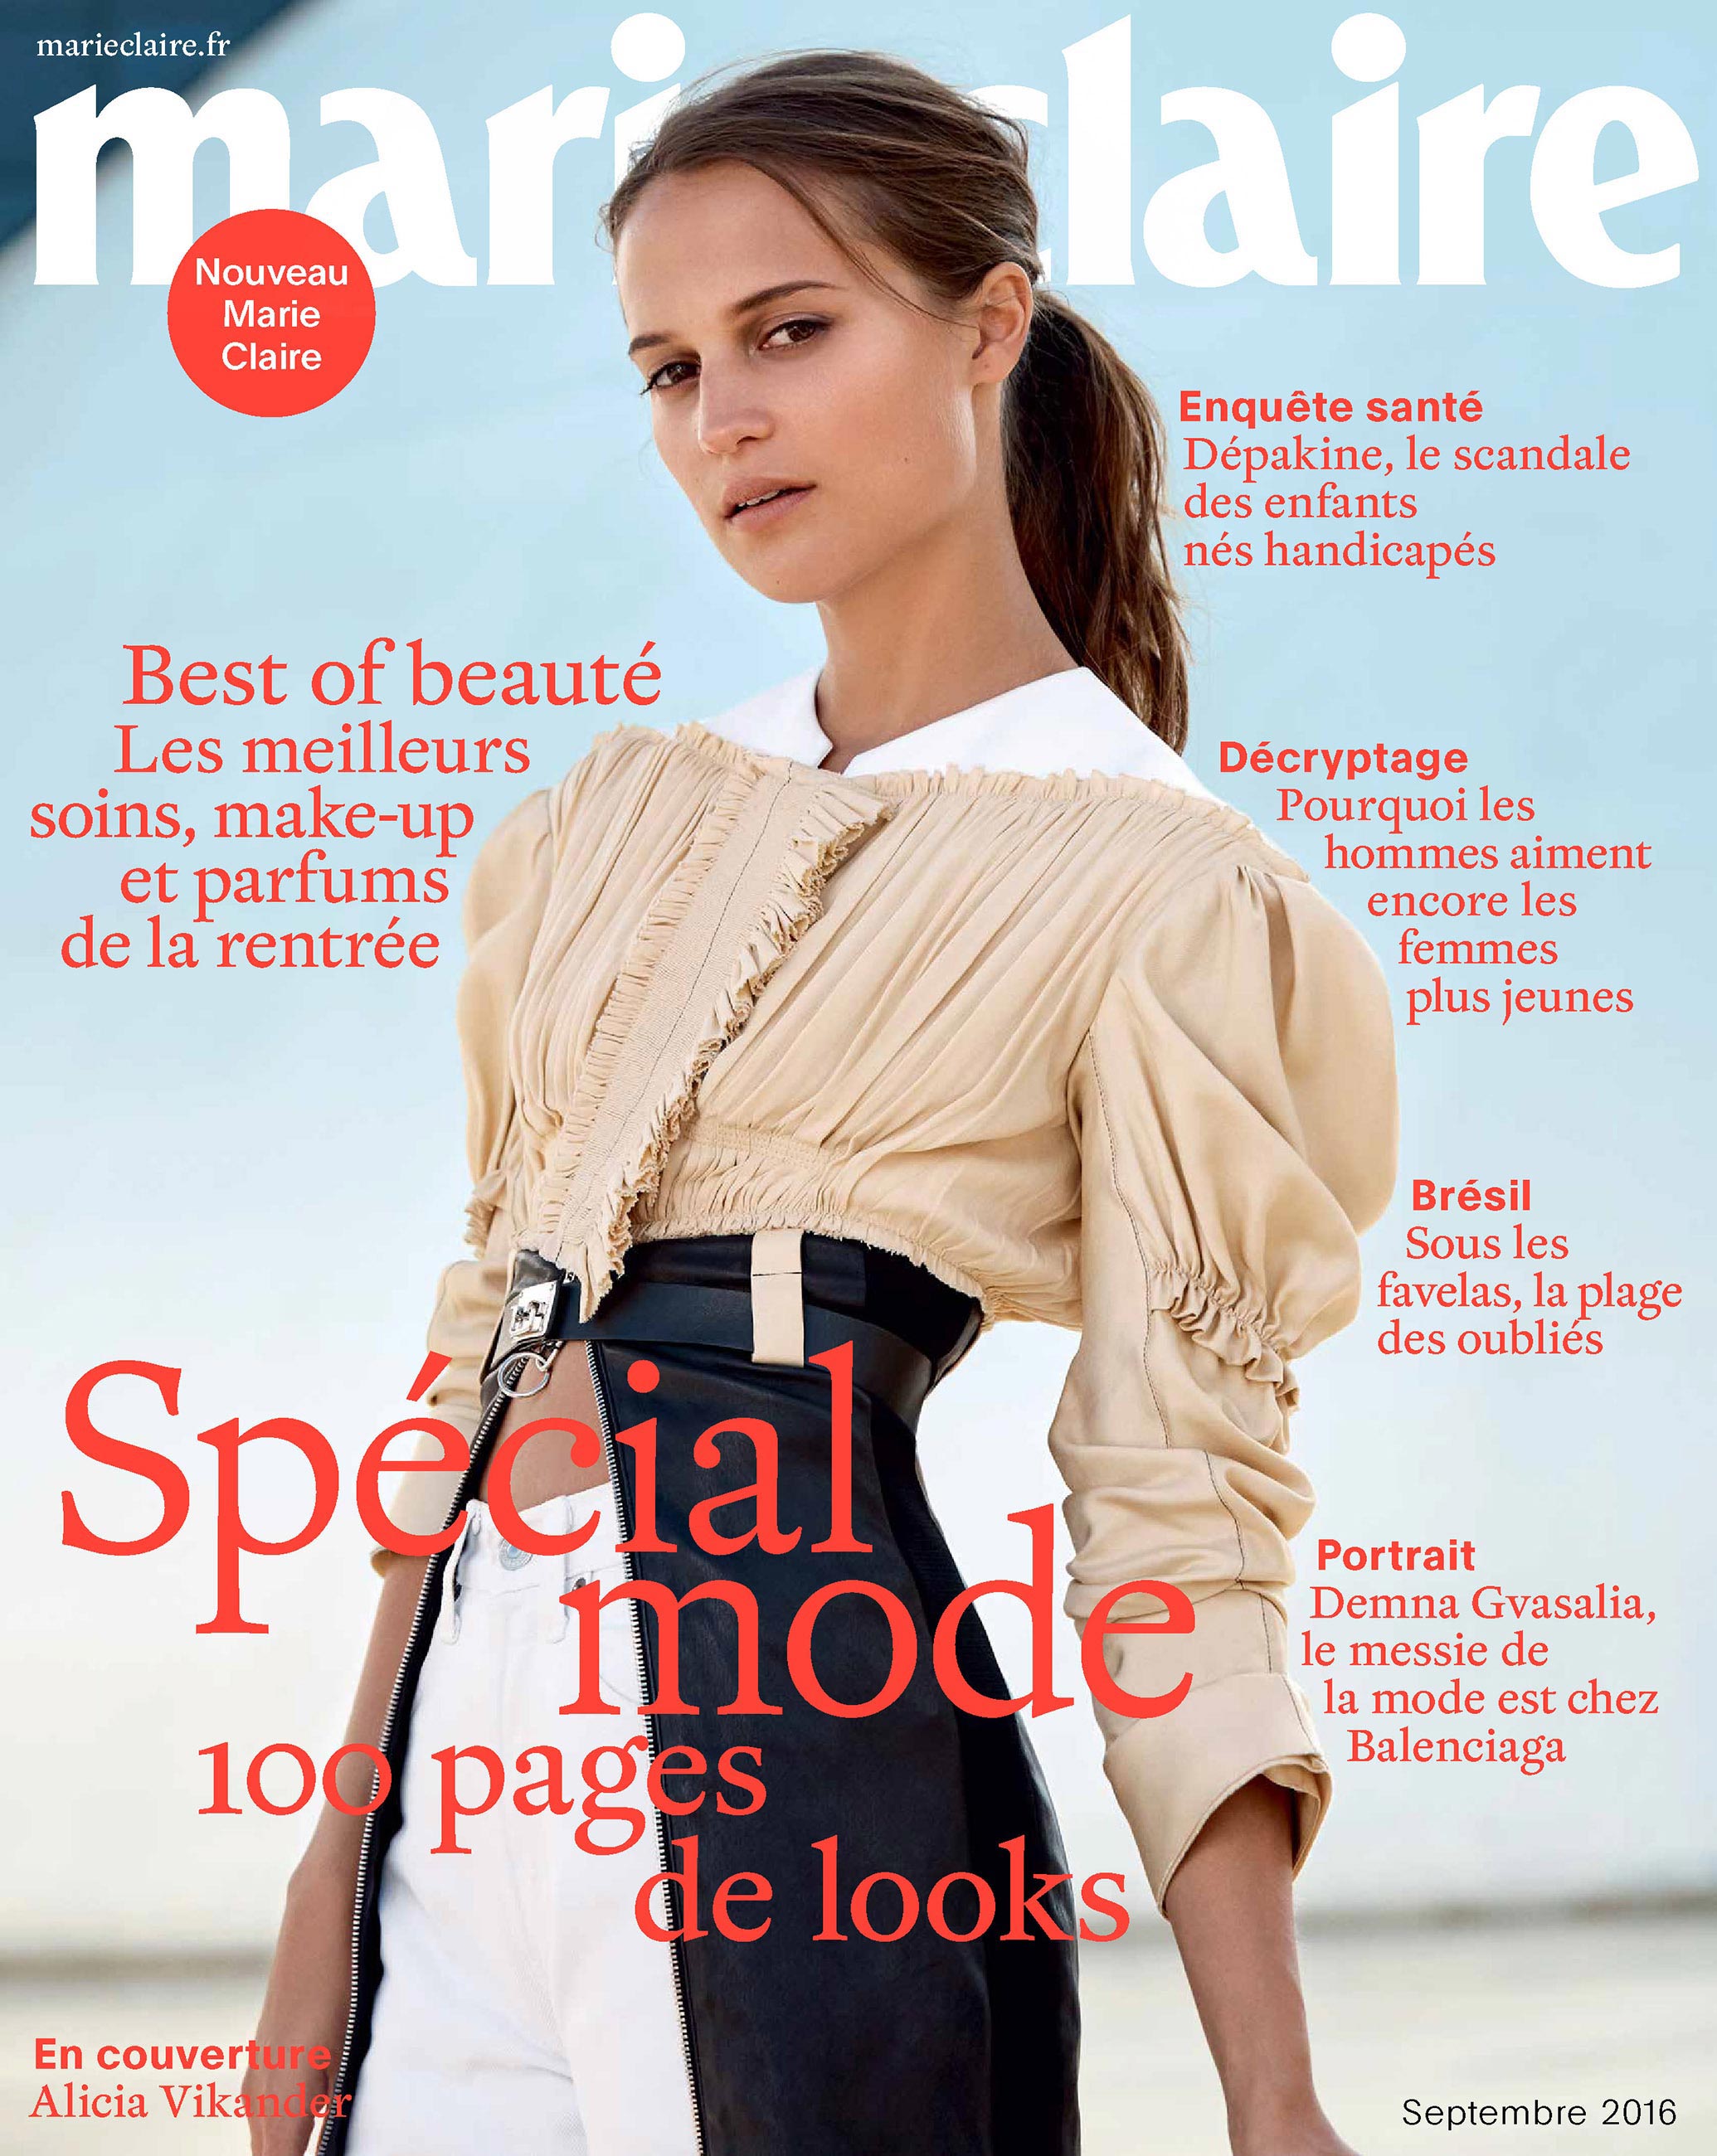 marieclaire.fr
marie claire
Nouveau
Marie
Claire
Enquête santé
Dépakine, le scandale
des enfants
nés handicapés
Best of beauté
Les meilleurs
soins, make-up
et parfums
de la rentrée
Décryptage
Pourquoi les
hommes aiment
encore les
femmes
plus jeunes
Brésil
Sous les
favelas, la plage
des oubliés
Spécial
mode
100 pages
de looks
Portrait
Demna Gvasalia,
le messie de
la mode est chez
Balenciaga
En couverture
Alicia Vikander
Septembre 2016